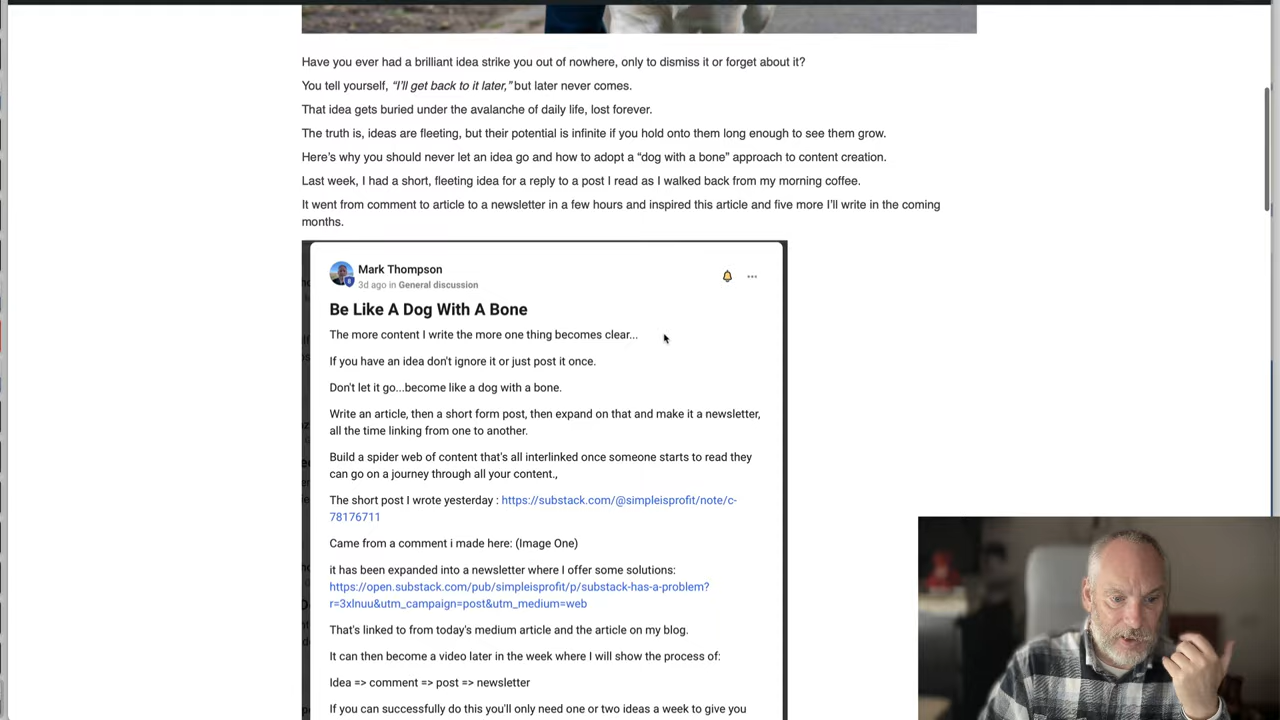 Have you ever had a brilliant idea strike you out of nowhere, only to dismiss it or forget about it?
You tell yourself, “I’ll get back to it later,” but later never comes.
That idea gets buried under the avalanche of daily life, lost forever.
The truth is, ideas are fleeting, but their potential is infinite if you hold onto them long enough to see them grow.
Here’s why you should never let an idea go and how to adopt a “dog with a bone” approach to content creation.
Last week, I had a short, fleeting idea for a reply to a post I read as I walked back from my morning coffee.
It went from comment to article to a newsletter in a few hours and inspired this article and five more I’ll write in the coming
months.
Mark Thompson
3d ago in General discussion
Be Like A Dog With A Bone
The more content I write the more one thing becomes clear...
If you have an idea don't ignore it or just post it once.
Don't let it go...become like a dog with a bone.
Write an article, then a short form post, then expand on that and make it a newsletter,
all the time linking from one to another.
Build a spider web of content that's all interlinked once someone starts to read they
can go on a journey through all your content.,
The short post I wrote yesterday : https://substack.com/@simpleisprofit/note/c-
78176711
Came from a comment i made here: (Image One)
it has been expanded into a newsletter where I offer some solutions:
https://open.substack.com/pub/simpleisprofit/p/substack-has-a-problem?
r=3xlnuu&utm_campaign=post&utm_medium=web
That's linked to from today's medium article and the article on my blog.
It can then become a video later in the week where I will show the process of:
Idea => comment => post => newsletter
If you can successfully do this you'll only need one or two ideas a week to give you